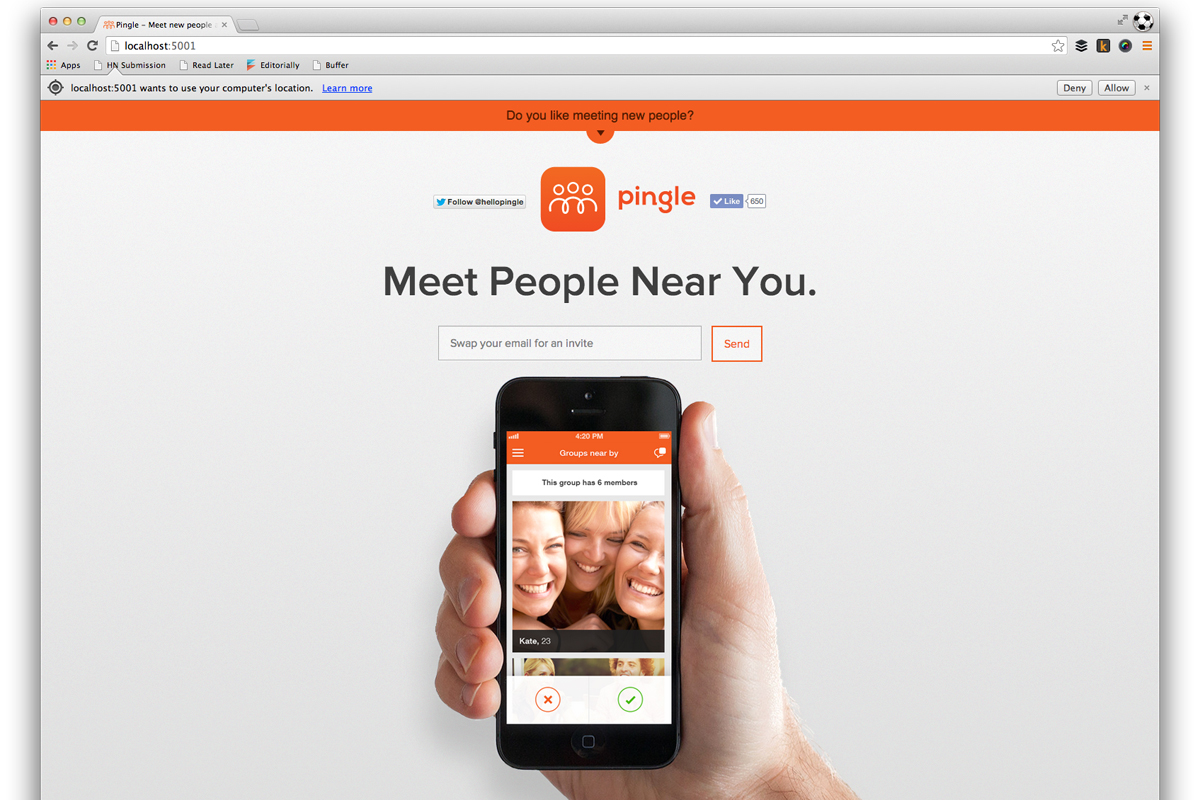 Pingle – Meet new people
localhost:5001
Apps HN Submission Read Later Editorially Buffer
localhost:5001 wants to use your computer's location. Learn more Deny Allow
Do you like meeting new people?
Follow @hellopingle pingle Like 650
Meet People Near You.
Swap your email for an invite Send
4:20 PM
Groups near by
This group has 6 members
Kate, 23